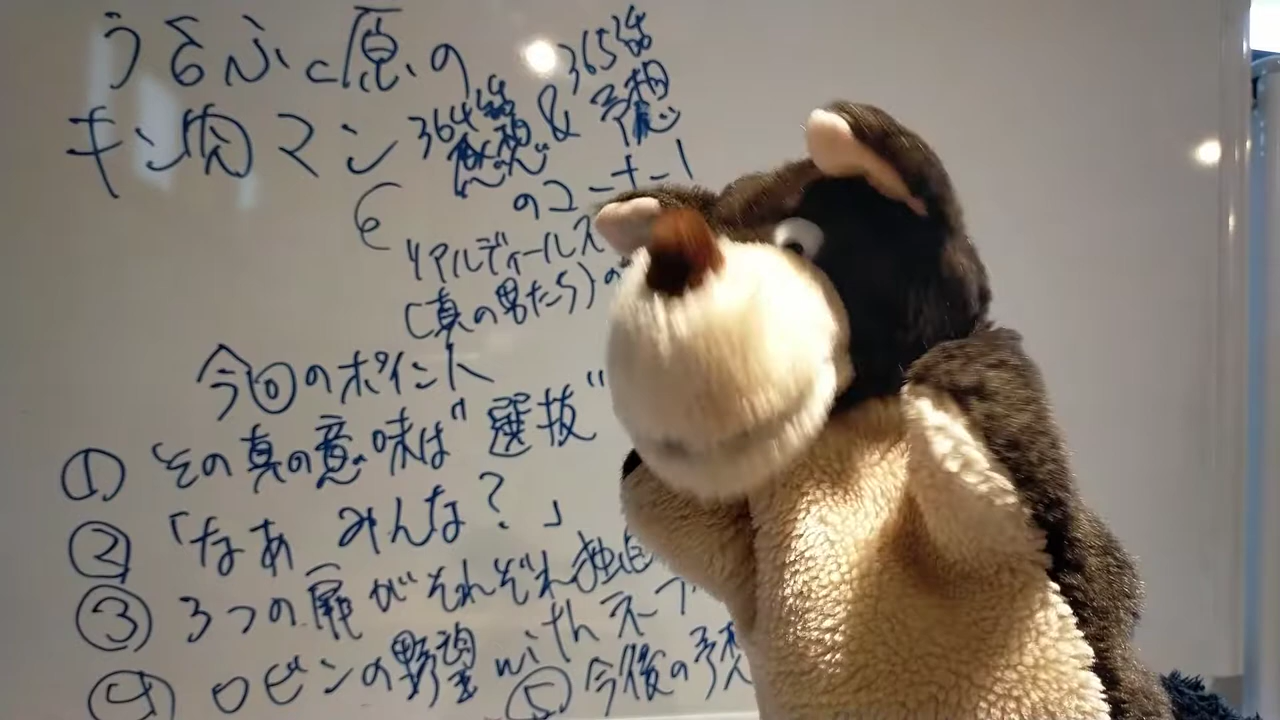 うるふ原の
キン肉マン364話感想&365話予想
のコーナー!
リアルディールス
(真の男たち)の
今回のポイント
① その真の意味は"選抜"
② 「なあ みんな?」
③ 3つの扉がそれぞれ独自
④ ロビンの野望 with ネプ
⑤ 今後の予想